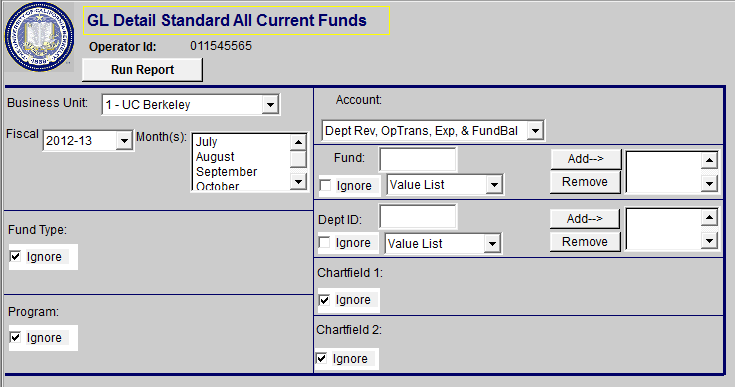 GL Detail Standard All Current Funds
Operator Id: 011545565
Run Report
Business Unit: 1 - UC Berkeley
Fiscal 2012-13 Month(s): July
August
September
October
Fund Type:
Ignore
Program:
Ignore
Account:
Dept Rev, OpTrans, Exp, & FundBal
Fund: Add-->
Ignore Value List Remove
Dept ID: Add-->
Ignore Value List Remove
Chartfield 1:
Ignore
Chartfield 2:
Ignore